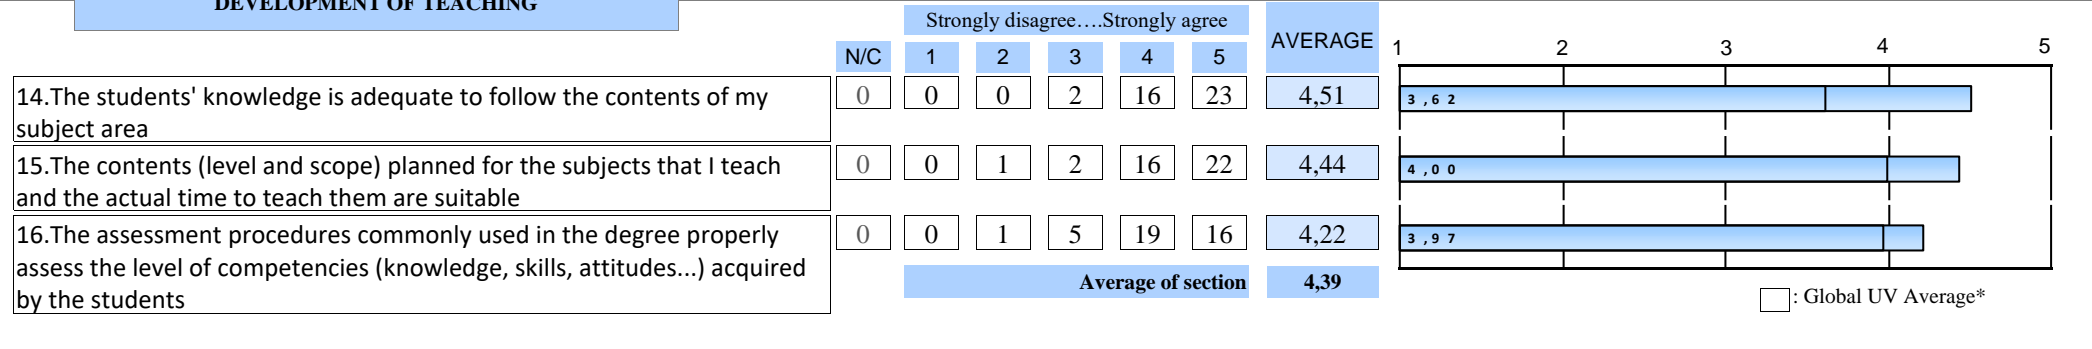 DEVELOPMENT OF TEACHING
Strongly disagree….Strongly agree
AVERAGE
N/C 1 2 3 4 5
1 2 3 4 5
14.The students' knowledge is adequate to follow the contents of my
subject area
0 0 0 2 16 23 4,51
3,62
15.The contents (level and scope) planned for the subjects that I teach
and the actual time to teach them are suitable
0 0 1 2 16 22 4,44
4,00
16.The assessment procedures commonly used in the degree properly
assess the level of competencies (knowledge, skills, attitudes...) acquired
by the students
0 0 1 5 19 16 4,22
3,97
Average of section 4,39
: Global UV Average*